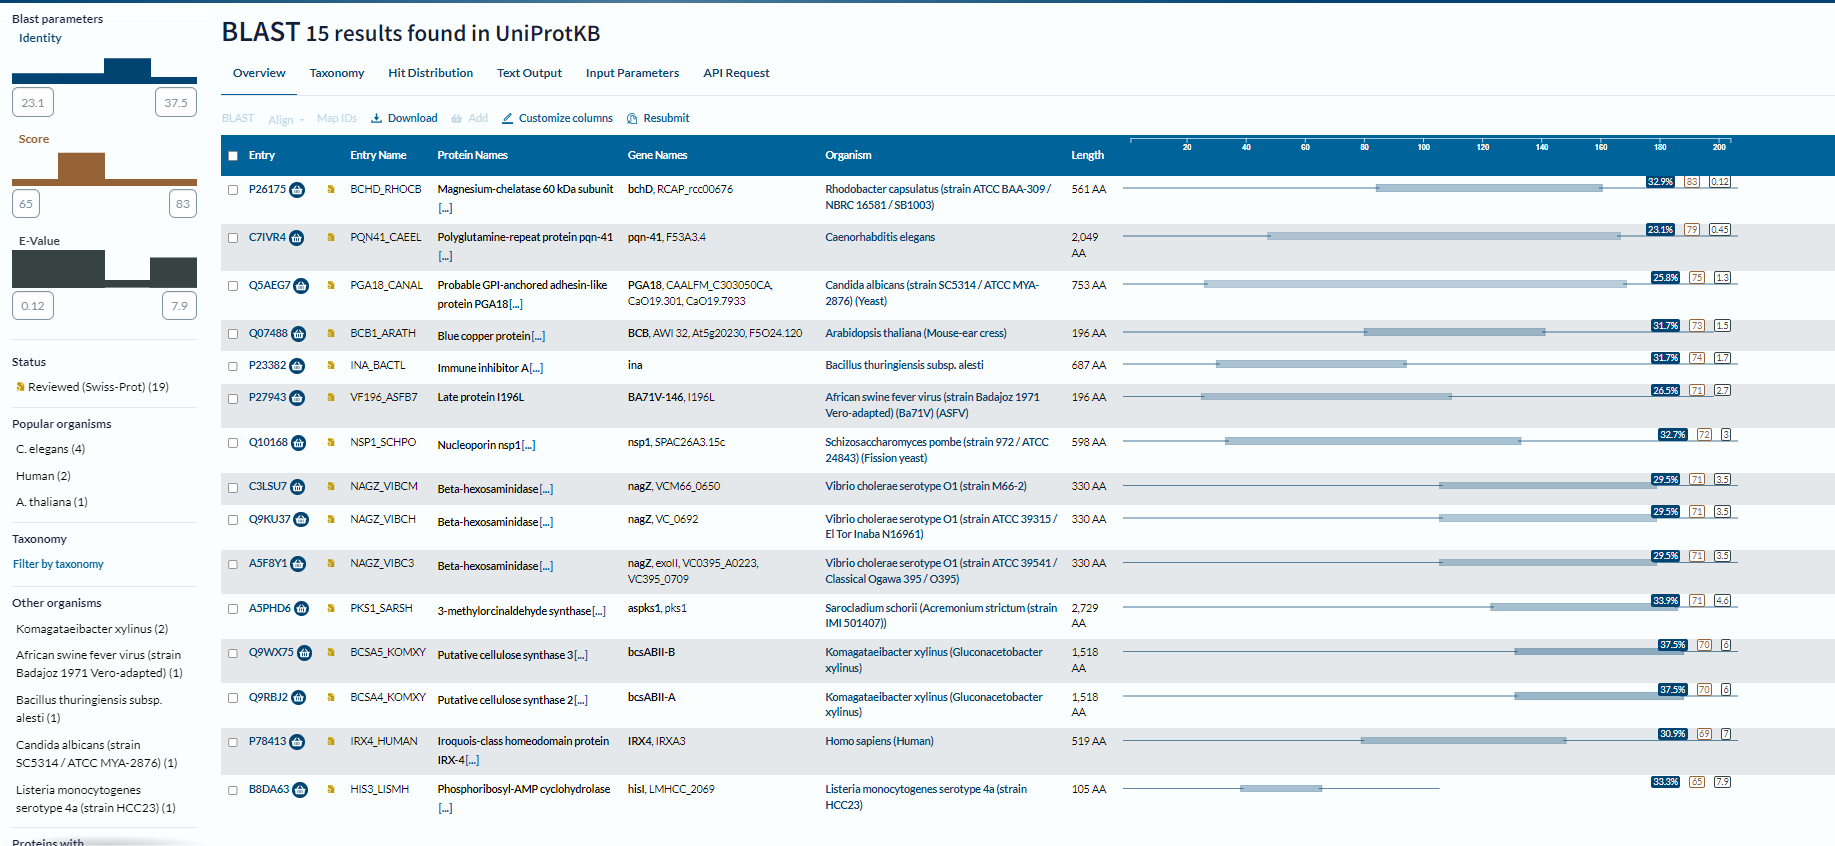 Blast parameters
Identity
23.1 37.5
Score
65 83
E-Value
0.12 7.9
Status
Reviewed (Swiss-Prot) (19)
Popular organisms
C. elegans (4)
Human (2)
A. thaliana (1)
Taxonomy
Filter by taxonomy
Other organisms
Komagataeibacter xylinus (2)
African swine fever virus (strain
Badajoz 1971 Vero-adapted) (1)
Bacillus thuringiensis subsp.
alesti (1)
Candida albicans (strain
SC5314 / ATCC MYA-2876) (1)
Listeria monocytogenes
serotype 4a (strain HCC23) (1)
Proteins with
BLAST 15 results found in UniProtKB
Overview Taxonomy Hit Distribution Text Output Input Parameters API Request
BLAST Align Map IDs Download Add Customize columns Resubmit
Entry Entry Name Protein Names Gene Names Organism Length 20 40 60 80 100 120 140 160 180 200
P26175 BCHD_RHOCB Magnesium-chelatase 60 kDa subunit bchD, RCAP_rcc00676 Rhodobacter capsulatus (strain ATCC BAA-309 / 561 AA 32.9% 83 0.12
[...] NBRC 16581 / SB1003)
C7IVR4 PQN41_CAEEL Polyglutamine-repeat protein pqn-41 pqn-41, F53A3.4 Caenorhabditis elegans 2,049 23.1% 79 0.45
[...] AA
Q5AEG7 PGA18_CANAL Probable GPI-anchored adhesin-like PGA18, CAALFM_C303050CA, Candida albicans (strain SC5314 / ATCC MYA- 753 AA 25.8% 75 1.3
protein PGA18[...] CaO19.301, CaO19.7933 2876) (Yeast)
Q07488 BCB1_ARATH Blue copper protein[...] BCB, AWI 32, At5g20230, F5O24.120 Arabidopsis thaliana (Mouse-ear cress) 196 AA 31.7% 73 1.5
P23382 INA_BACTL Immune inhibitor A[...] ina Bacillus thuringiensis subsp. alesti 687 AA 31.7% 74 1.7
P27943 VF196_ASFB7 Late protein I196L BA71V-146, I196L African swine fever virus (strain Badajoz 1971 196 AA 26.5% 71 2.7
Vero-adapted) (Ba71V) (ASFV)
Q10168 NSP1_SCHPO Nucleoporin nsp1[...] nsp1, SPAC26A3.15c Schizosaccharomyces pombe (strain 972 / ATCC 598 AA 32.7% 72 3
24843) (Fission yeast)
C3LSU7 NAGZ_VIBCM Beta-hexosaminidase[...] nagZ, VCM66_0650 Vibrio cholerae serotype O1 (strain M66-2) 330 AA 29.5% 71 3.5
Q9KU37 NAGZ_VIBCH Beta-hexosaminidase[...] nagZ, VC_0692 Vibrio cholerae serotype O1 (strain ATCC 39315 / 330 AA 29.5% 71 3.5
El Tor Inaba N16961)
A5F8Y1 NAGZ_VIBC3 Beta-hexosaminidase[...] nagZ, exoII, VC0395_A0223, Vibrio cholerae serotype O1 (strain ATCC 39541 / 330 AA 29.5% 71 3.5
VC395_0709 Classical Ogawa 395 / O395)
A5PHD6 PKS1_SARSH 3-methylorcinaldehyde synthase[...] aspks1, pks1 Sarocladium schorii (Acremonium strictum (strain 2,729 33.9% 71 4.6
IMI 501407)) AA
Q9WX75 BCSA5_KOMXY Putative cellulose synthase 3[...] bcsABII-B Komagataeibacter xylinus (Gluconacetobacter 1,518 37.5% 70 6
xylinus) AA
Q9RBJ2 BCSA4_KOMXY Putative cellulose synthase 2[...] bcsABII-A Komagataeibacter xylinus (Gluconacetobacter 1,518 37.5% 70 6
xylinus) AA
P78413 IRX4_HUMAN Iroquois-class homeodomain protein IRX4, IRXA3 Homo sapiens (Human) 519 AA 30.9% 69 7
IRX-4[...]
B8DA63 HIS3_LISMH Phosphoribosyl-AMP cyclohydrolase hisI, LMHCC_2069 Listeria monocytogenes serotype 4a (strain 105 AA 33.3% 65 7.9
[...] HCC23)